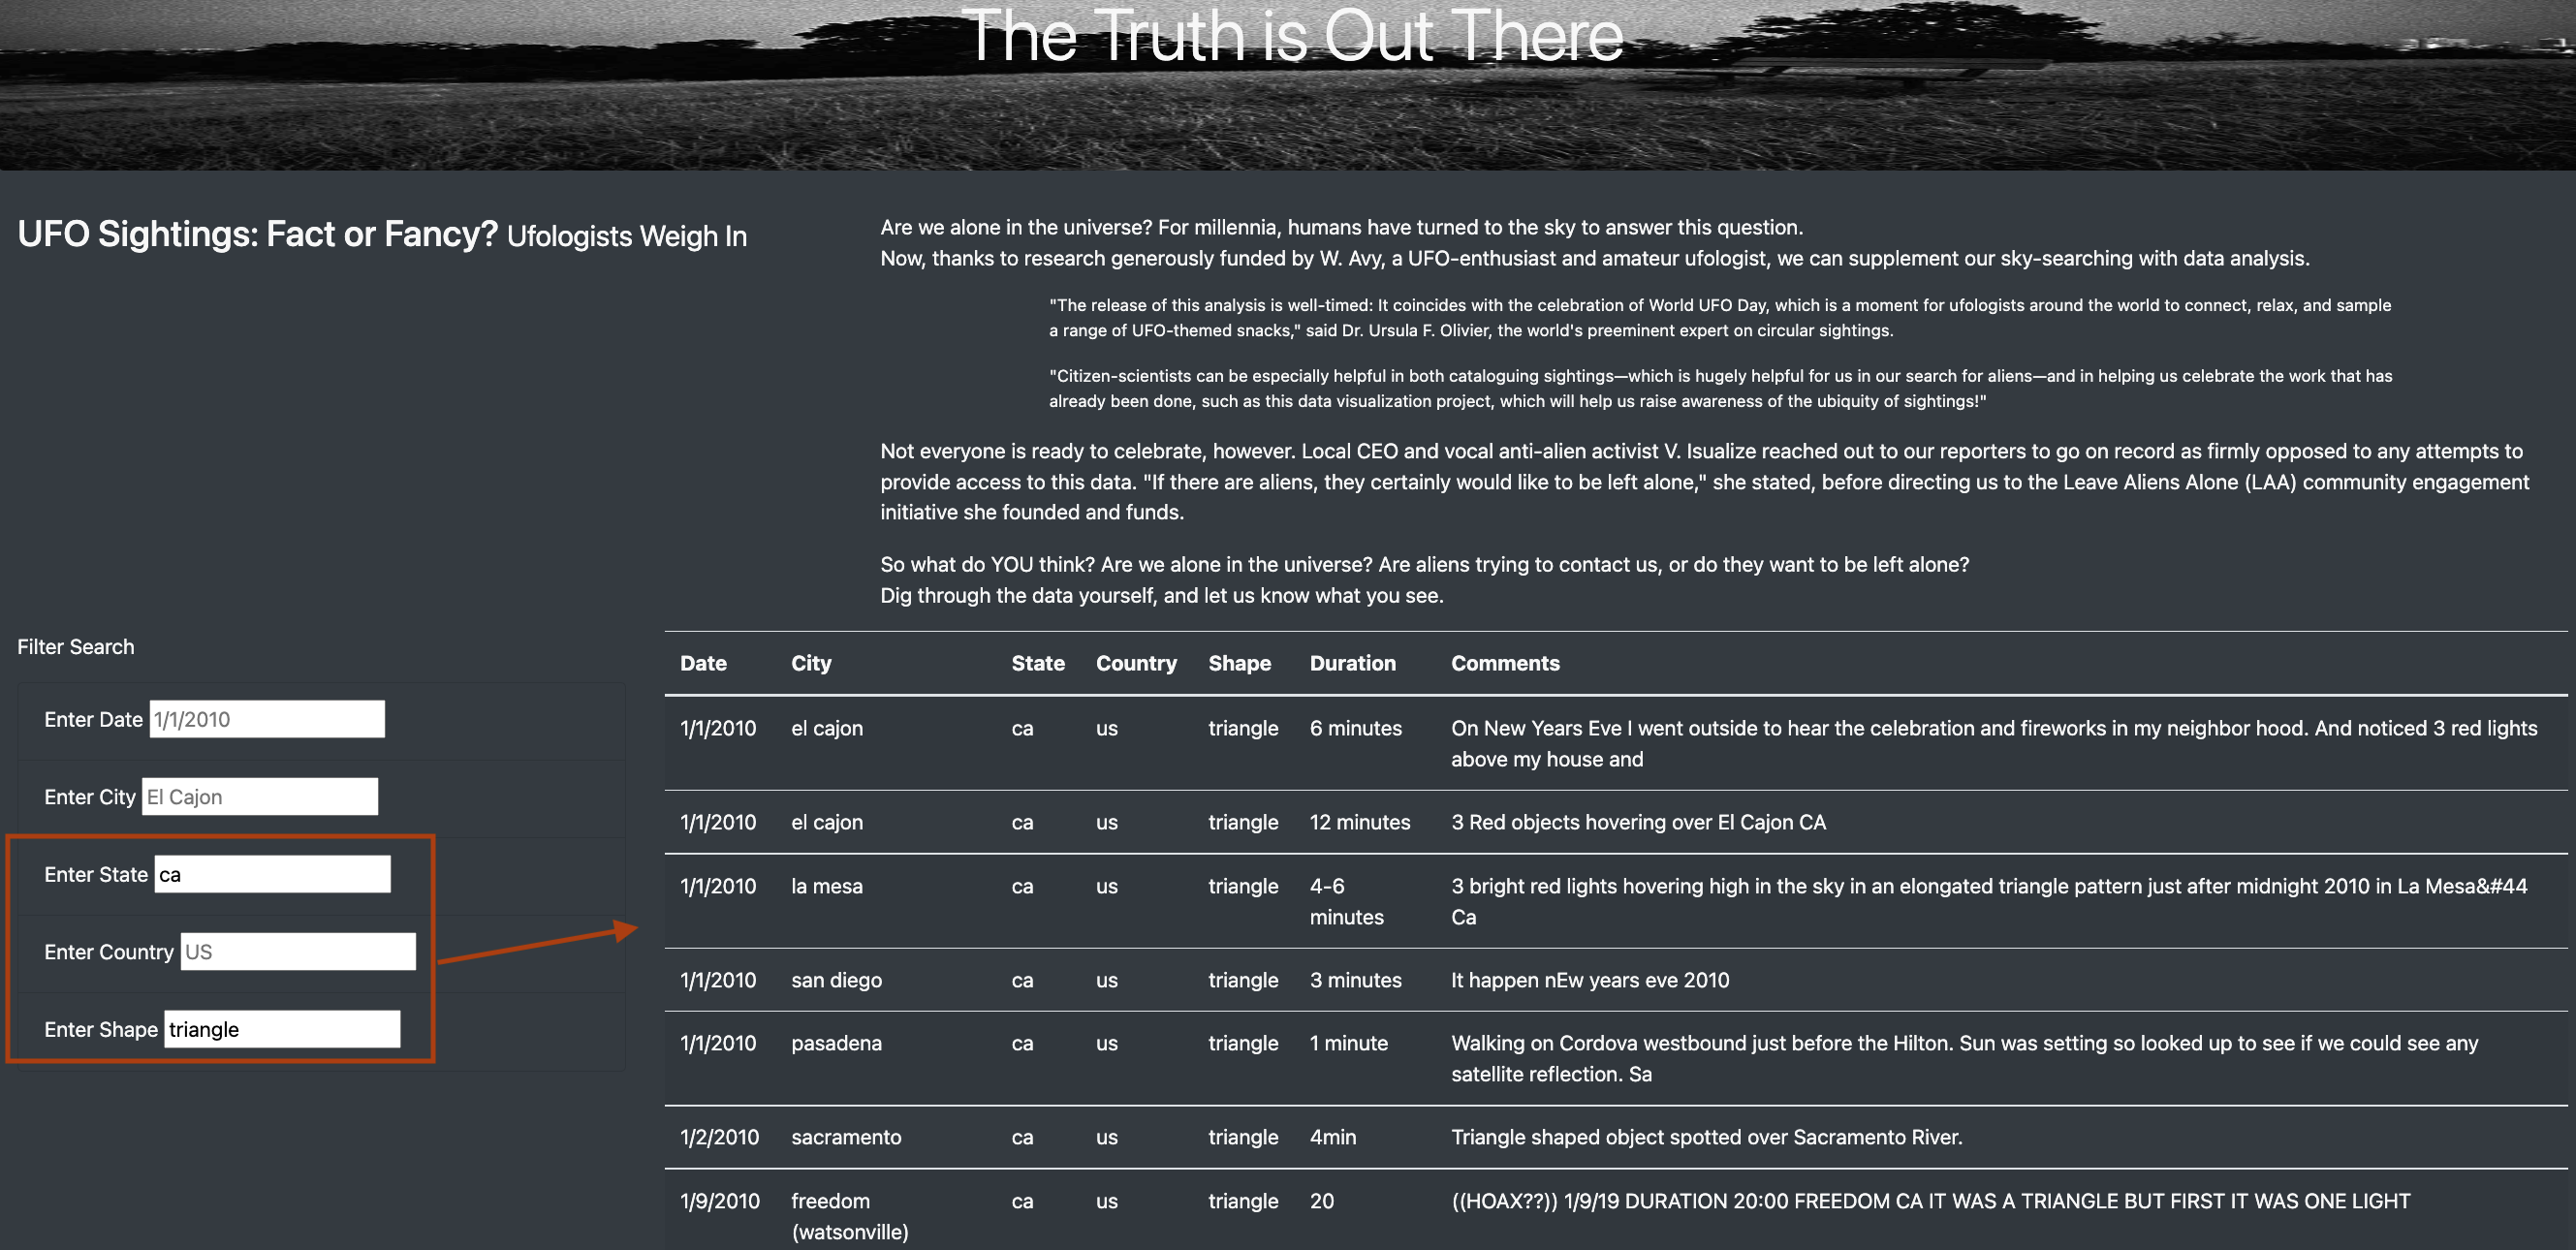 The Truth is Out There
UFO Sightings: Fact or Fancy? Ufologists Weigh In
Are we alone in the universe? For millennia, humans have turned to the sky to answer this question.
Now, thanks to research generously funded by W. Avy, a UFO-enthusiast and amateur ufologist, we can supplement our sky-searching with data analysis.
"The release of this analysis is well-timed: It coincides with the celebration of World UFO Day, which is a moment for ufologists around the world to connect, relax, and sample
a range of UFO-themed snacks," said Dr. Ursula F. Olivier, the world's preeminent expert on circular sightings.
"Citizen-scientists can be especially helpful in both cataloguing sightings—which is hugely helpful for us in our search for aliens—and in helping us celebrate the work that has
already been done, such as this data visualization project, which will help us raise awareness of the ubiquity of sightings!"
Not everyone is ready to celebrate, however. Local CEO and vocal anti-alien activist V. Isualize reached out to our reporters to go on record as firmly opposed to any attempts to
provide access to this data. "If there are aliens, they certainly would like to be left alone," she stated, before directing us to the Leave Aliens Alone (LAA) community engagement
initiative she founded and funds.
So what do YOU think? Are we alone in the universe? Are aliens trying to contact us, or do they want to be left alone?
Dig through the data yourself, and let us know what you see.
Filter Search
Enter Date 1/1/2010
Enter City El Cajon
Enter State ca
Enter Country US
Enter Shape triangle
Date City State Country Shape Duration Comments
1/1/2010 el cajon ca us triangle 6 minutes On New Years Eve I went outside to hear the celebration and fireworks in my neighbor hood. And noticed 3 red lights
above my house and
1/1/2010 el cajon ca us triangle 12 minutes 3 Red objects hovering over El Cajon CA
1/1/2010 la mesa ca us triangle 4-6 3 bright red lights hovering high in the sky in an elongated triangle pattern just after midnight 2010 in La Mesa&#44
minutes Ca
1/1/2010 san diego ca us triangle 3 minutes It happen nEw years eve 2010
1/1/2010 pasadena ca us triangle 1 minute Walking on Cordova westbound just before the Hilton. Sun was setting so looked up to see if we could see any
satellite reflection. Sa
1/2/2010 sacramento ca us triangle 4min Triangle shaped object spotted over Sacramento River.
1/9/2010 freedom ca us triangle 20 ((HOAX??)) 1/9/19 DURATION 20:00 FREEDOM CA IT WAS A TRIANGLE BUT FIRST IT WAS ONE LIGHT
(watsonville)